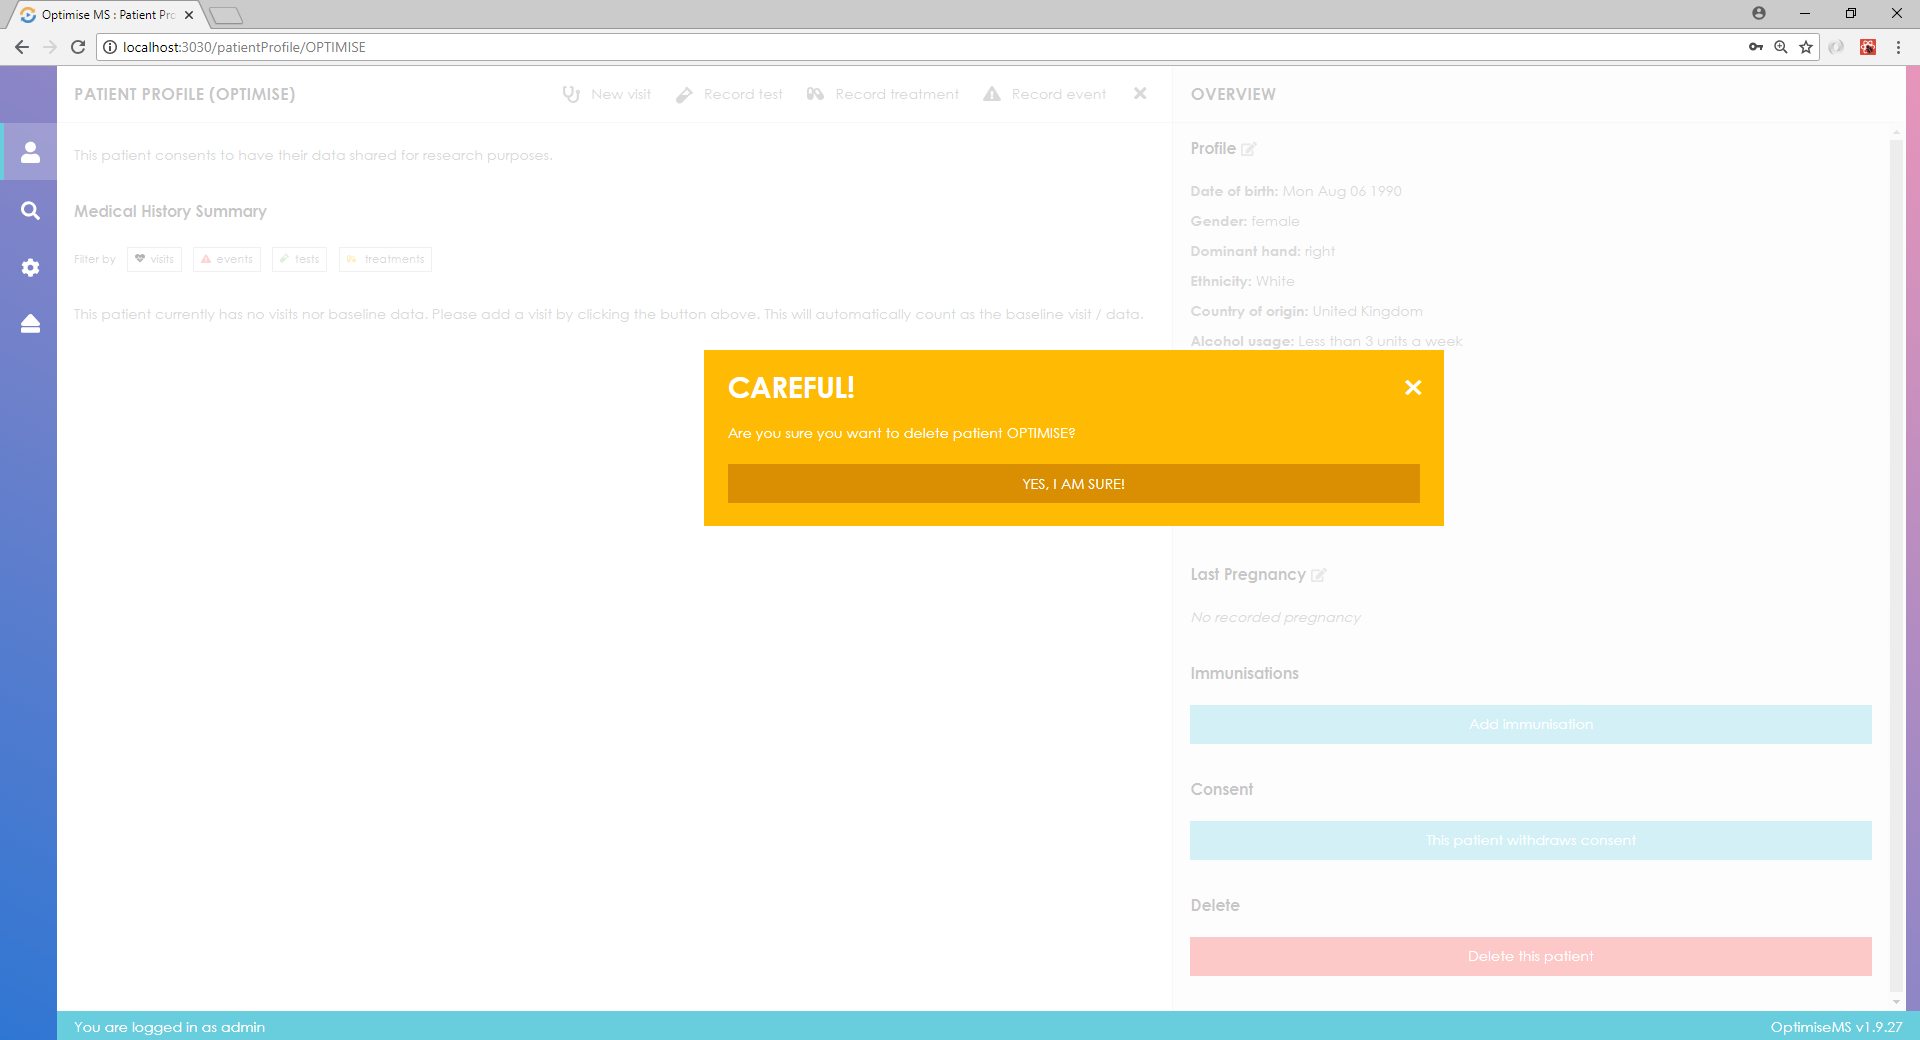 Optimise MS : Patient Pro
localhost:3030/patientProfile/OPTIMISE
PATIENT PROFILE (OPTIMISE)
New visit
Record test
Record treatment
Record event
This patient consents to have their data shared for research purposes.
Medical History Summary
Filter by visits events tests treatments
This patient currently has no visits nor baseline data. Please add a visit by clicking the button above. This will automatically count as the baseline visit / data.
OVERVIEW
Profile
Date of birth: Mon Aug 06 1990
Gender: female
Dominant hand: right
Ethnicity: White
Country of origin: United Kingdom
Alcohol usage: Less than 3 units a week
CAREFUL!
Are you sure you want to delete patient OPTIMISE?
YES, I AM SURE!
Last Pregnancy
No recorded pregnancy
Immunisations
Add immunisation
Consent
This patient withdraws consent
Delete
Delete this patient
You are logged in as admin
OptimiseMS v1.9.27